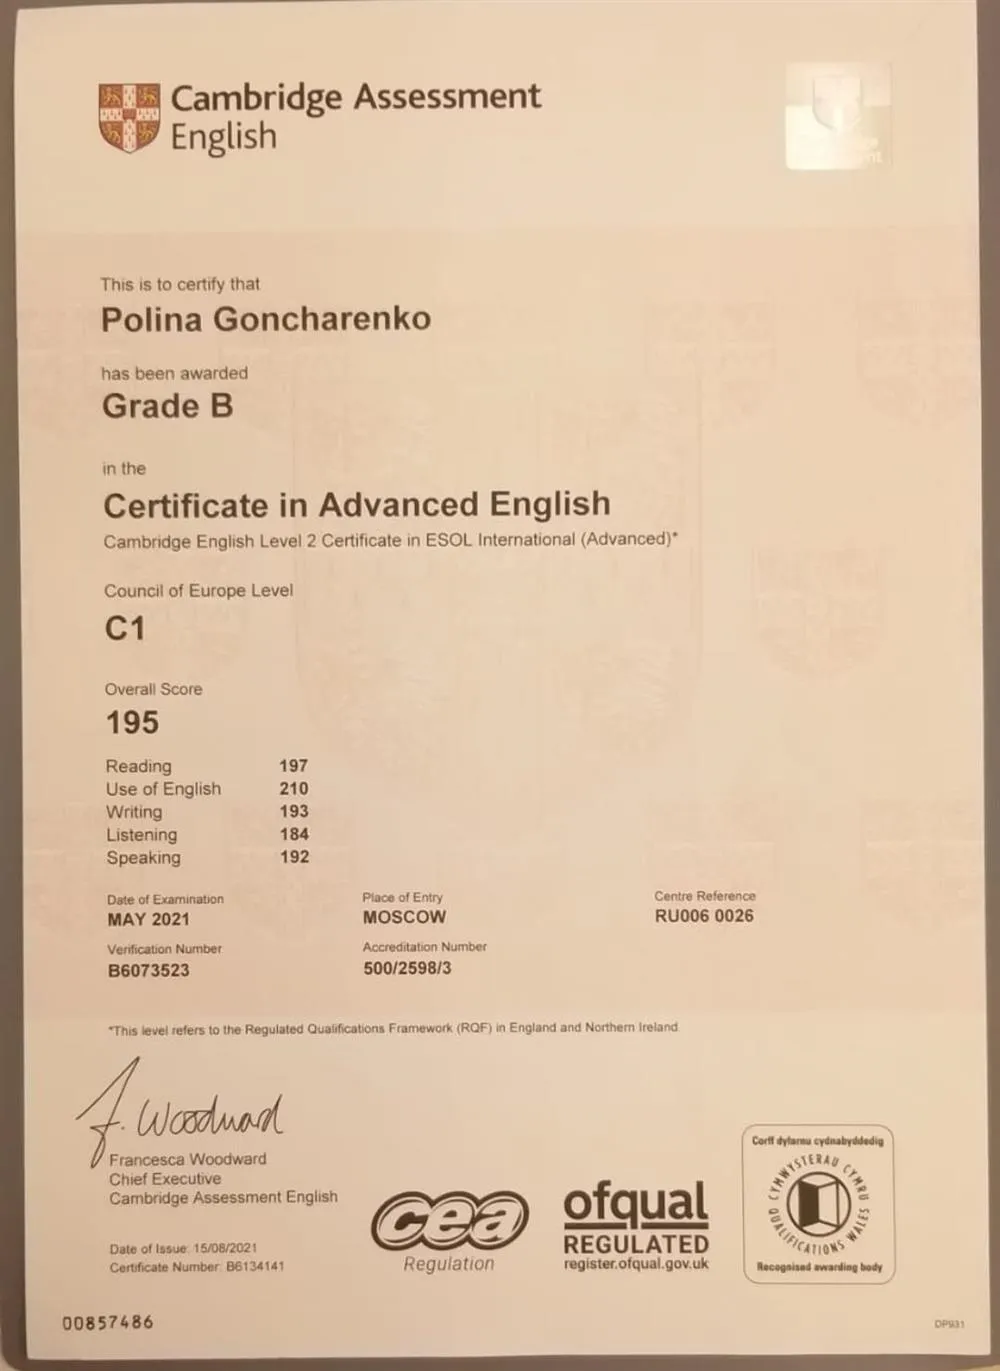 Cambridge Assessment
English
This is to certify that
Polina Goncharenko
has been awarded
Grade B
in the
Certificate in Advanced English
Cambridge English Level 2 Certificate in ESOL International (Advanced)*
Council of Europe Level
C1
Overall Score
195
Reading 197
Use of English 210
Writing 193
Listening 184
Speaking 192
Date of Examination Place of Entry Centre Reference
MAY 2021 MOSCOW RU006 0026
Verification Number Accreditation Number
B6073523 500/2598/3
*This level refers to the Regulated Qualifications Framework (RQF) in England and Northern Ireland
F. Woodward
Francesca Woodward
Chief Executive
Cambridge Assessment English
Date of Issue: 15/08/2021
Certificate Number: B6134141
cea
Regulation
ofqual
REGULATED
register.ofqual.gov.uk
Corff dyfarnu cydnabyddedig
CYMWYSTERAU CYMRU
QUALIFICATIONS WALES
Recognised awarding body
00857486
DP931